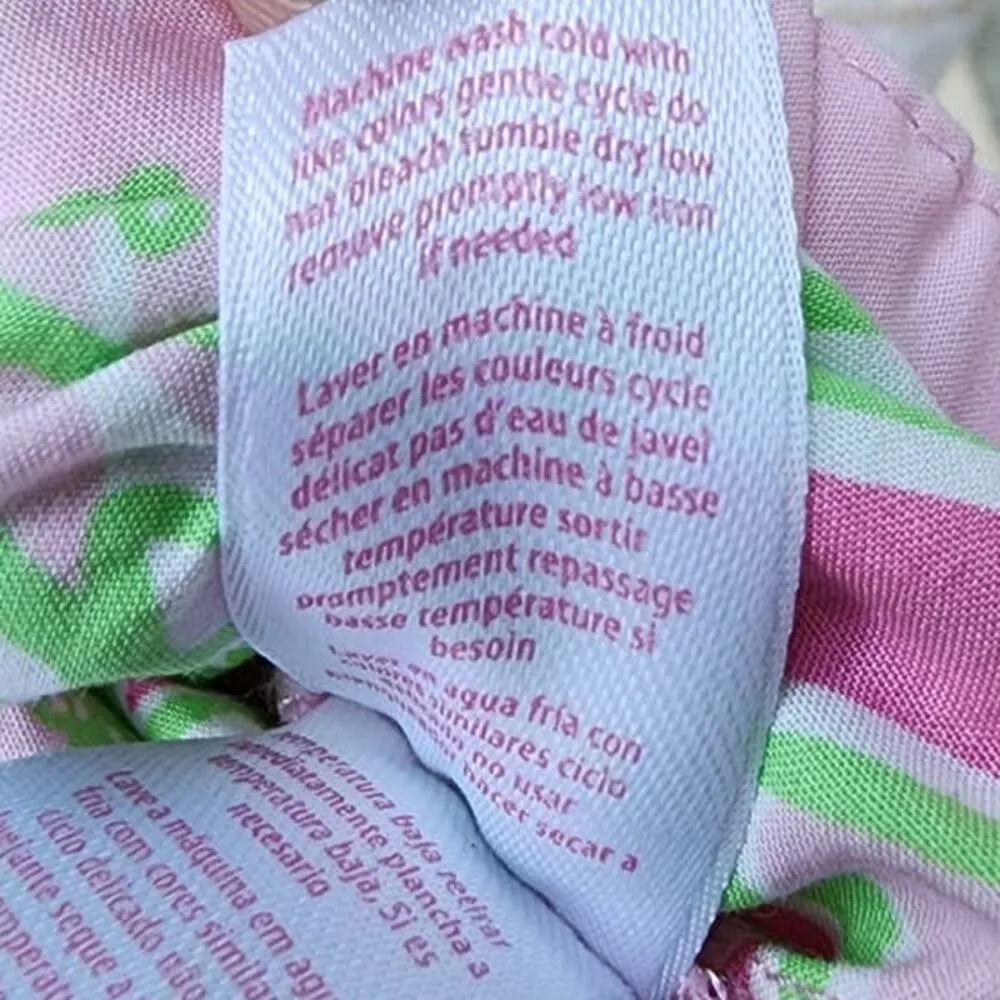 Machine wash cold with
like colors gentle cycle do
not bleach tumble dry low
remove promptly low iron
if needed
Laver en machine à froid
séparer les couleurs cycle
délicat pas d'eau de javel
sécher en machine à basse
température sortir
promptement repassage
basse température si
besoin
agua fría con
similares ciclo
no usar
secar a
temperatura baja retirar
inmediatamente plancha a
temperatura baja, Si es
necesario
Lave a máquina em
fria com cores
ciclo delicado não
seque a